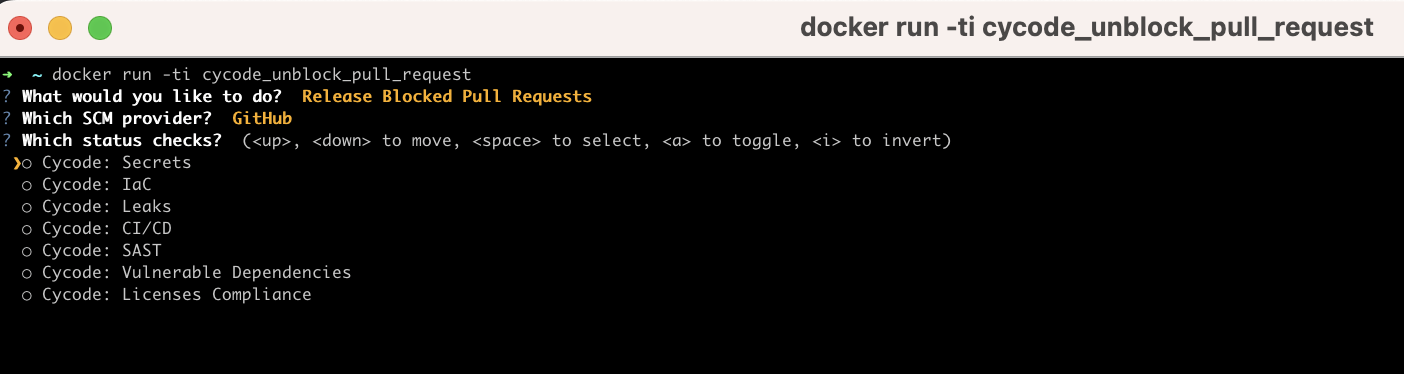 docker run -ti cycode_unblock_pull_request
➜ ~ docker run -ti cycode_unblock_pull_request
? What would you like to do? Release Blocked Pull Requests
? Which SCM provider? GitHub
? Which status checks? (<up>, <down> to move, <space> to select, <a> to toggle, <i> to invert)
❯○ Cycode: Secrets
○ Cycode: IaC
○ Cycode: Leaks
○ Cycode: CI/CD
○ Cycode: SAST
○ Cycode: Vulnerable Dependencies
○ Cycode: Licenses Compliance